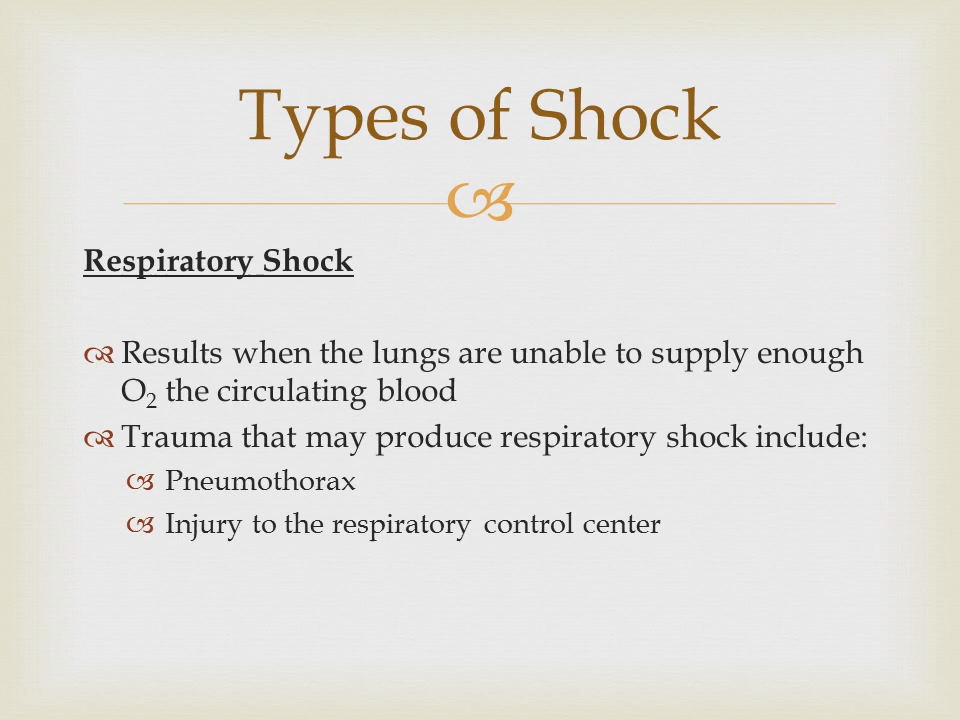 Types of Shock
Respiratory Shock
Results when the lungs are unable to supply enough
O₂ the circulating blood
Trauma that may produce respiratory shock include:
Pneumothorax
Injury to the respiratory control center